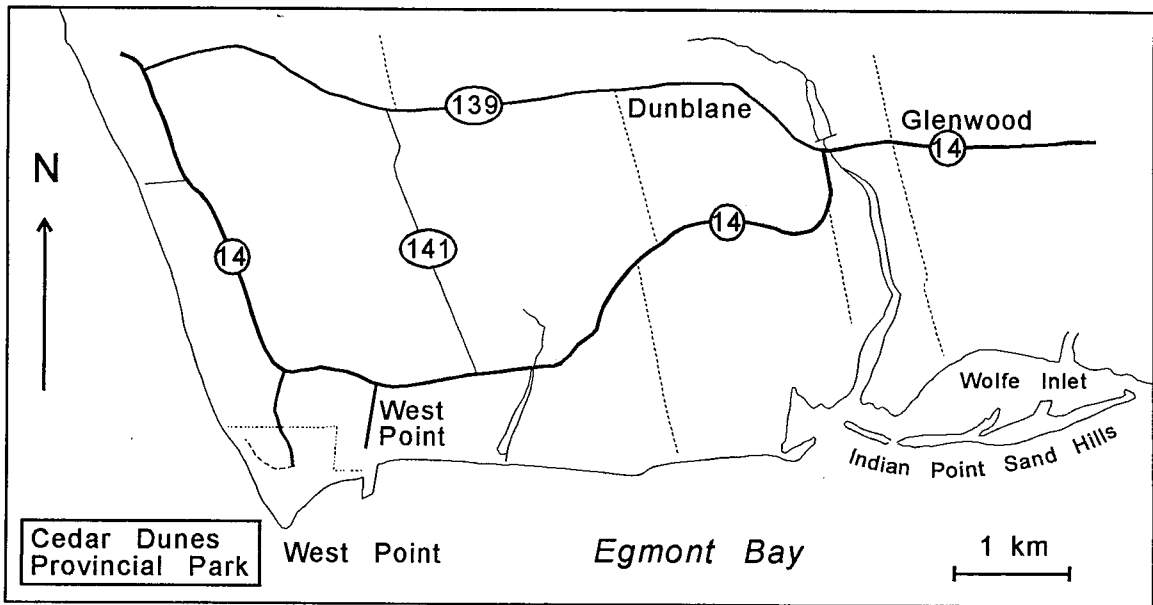 139
Dunblane
Glenwood
14
N
14
141
14
West
Point
Wolfe Inlet
Indian Point Sand Hills
Cedar Dunes
Provincial Park
West Point
Egmont Bay
1 km